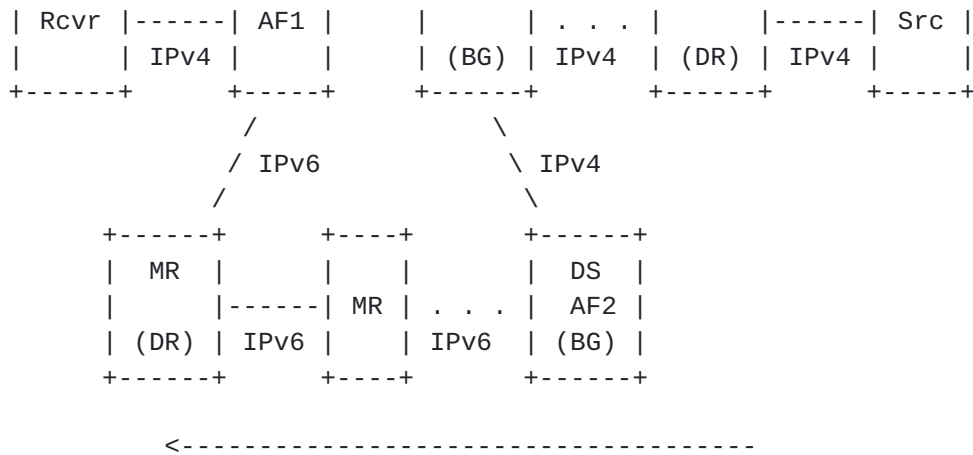 | Rcvr |------| AF1 |     |      | . . . |      |------| Src |
|      | IPv4 |     |     | (BG) | IPv4  | (DR) | IPv4 |     |
+------+      +-----+     +------+       +------+      +-----+
               /               \
              / IPv6            \ IPv4
             /                   \
      +------+      +----+       +------+
      |  MR  |      |    |       |  DS  |
      |      |------| MR | . . . |  AF2 |
      | (DR) | IPv6 |    | IPv6  | (BG) |
      +------+      +----+       +------+
          <-------------------------------------